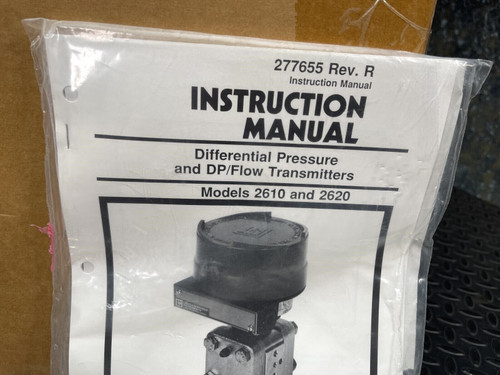 277655 Rev. R
Instruction Manual
INSTRUCTION
MANUAL
Differential Pressure
and DP/Flow Transmitters
Models 2610 and 2620